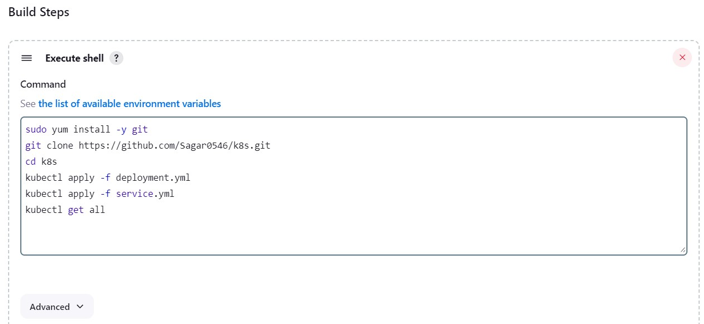 Build Steps
Execute shell ?
Command
See the list of available environment variables
sudo yum install -y git
git clone https://github.com/Sagar0546/k8s.git
cd k8s
kubectl apply -f deployment.yml
kubectl apply -f service.yml
kubectl get all
Advanced